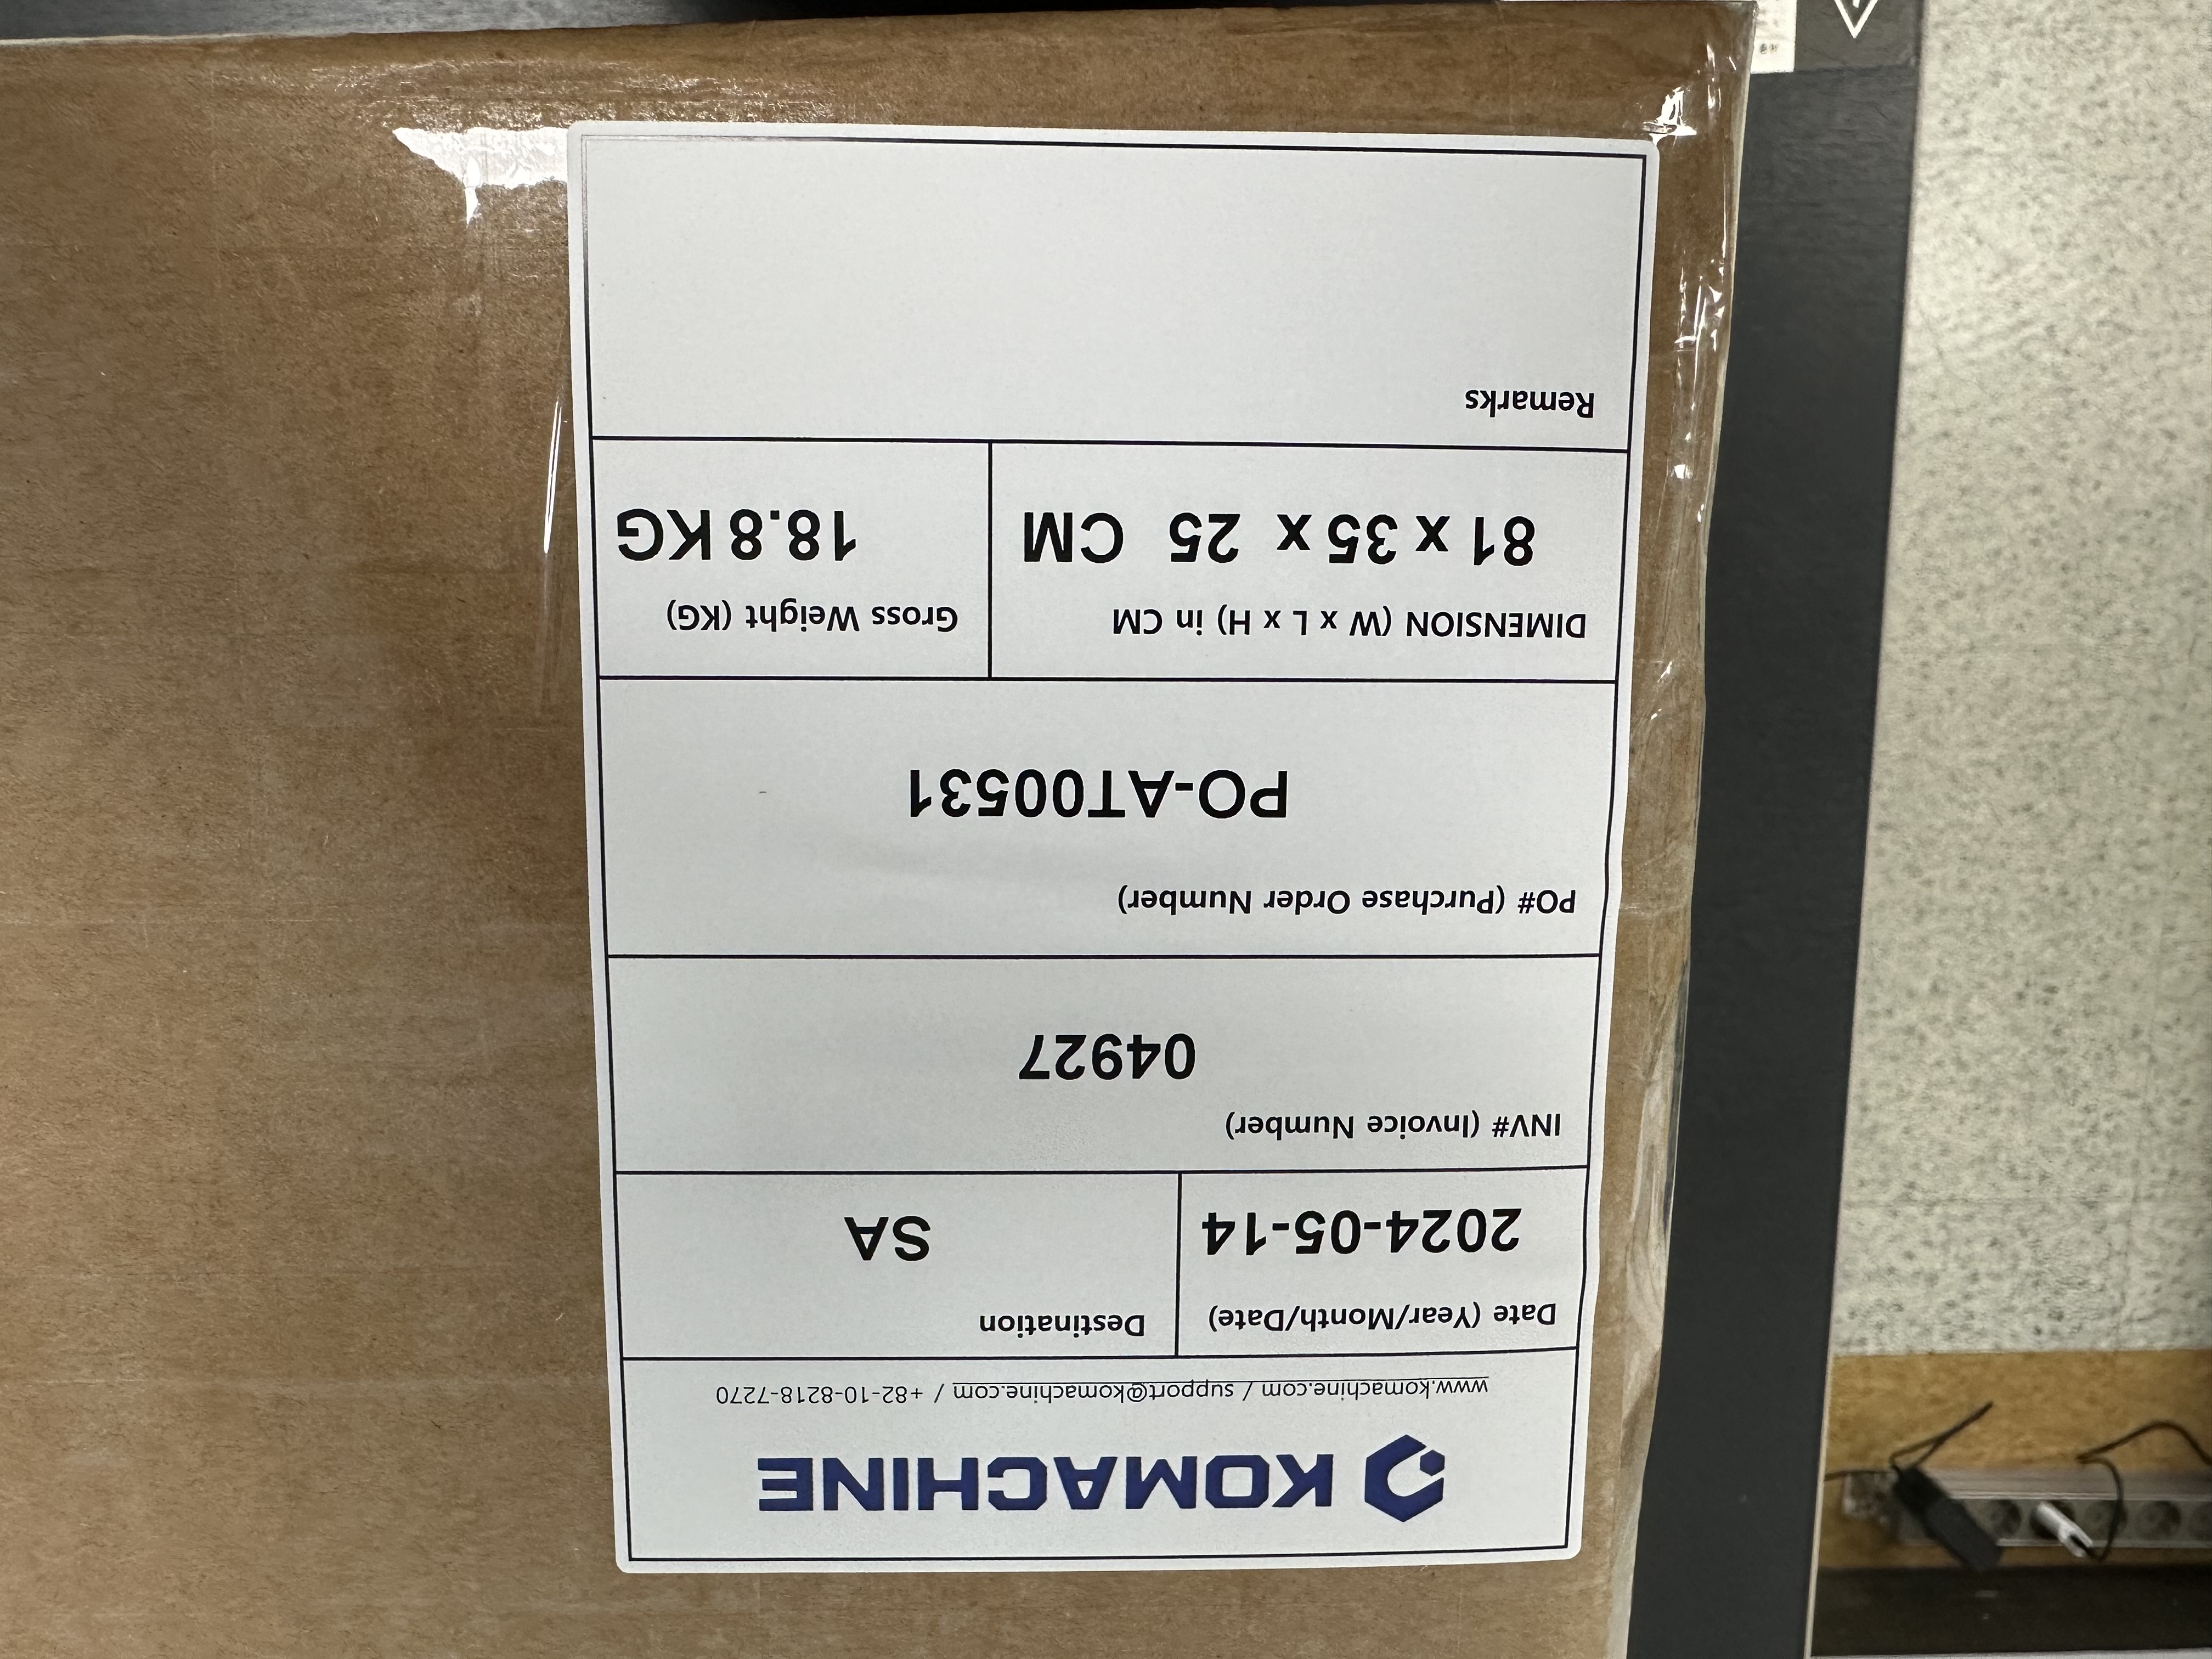 KOMACHINE
www.komachine.com / support@komachine.com / +82-10-8218-7270
Date (Year/Month/Date)
2024-05-14
Destination
SA
INV# (Invoice Number)
04927
PO# (Purchase Order Number)
PO-AT00531
DIMENSION (W x L x H) in CM
81 x 35 x 25 CM
Gross Weight (KG)
18.8 KG
Remarks